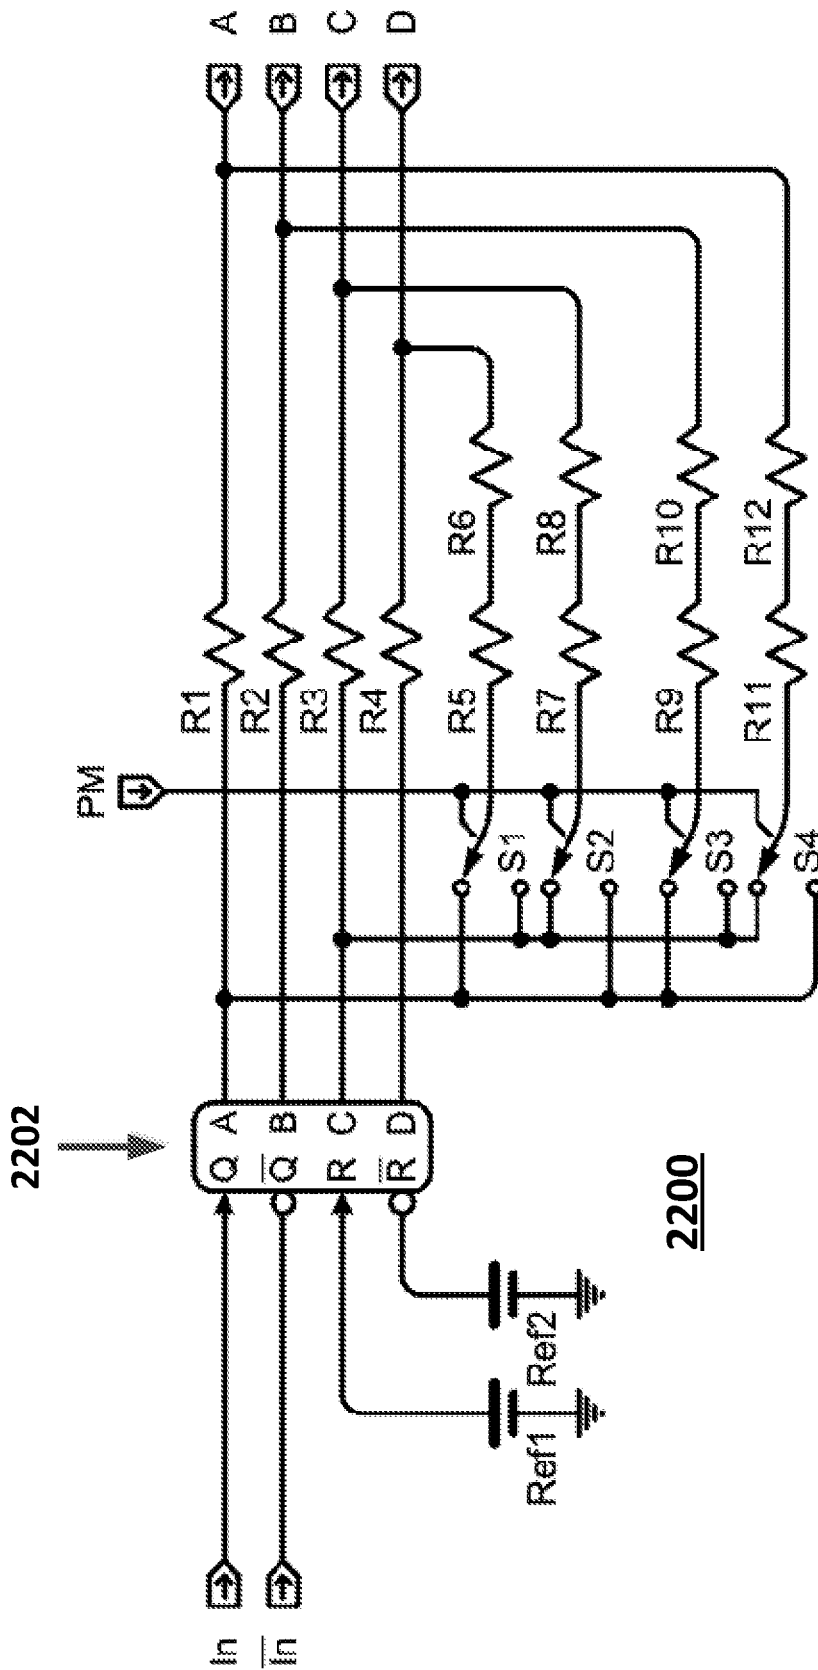 A
B
C
D
PM
R1
R2
R3
R4
R5
R6
R7
R8
R9
R10
R11
R12
S1
S2
S3
S4
2202
Q A
Q̅ B
R C
R̅ D
2200
Ref1
Ref2
In
I̅n̅